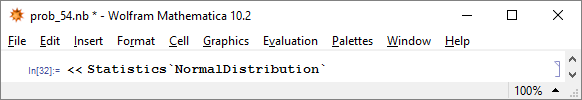 prob_54.nb * - Wolfram Mathematica 10.2
File Edit Insert Format Cell Graphics Evaluation Palettes Window Help
In[32]:= << Statistics`NormalDistribution`
100%